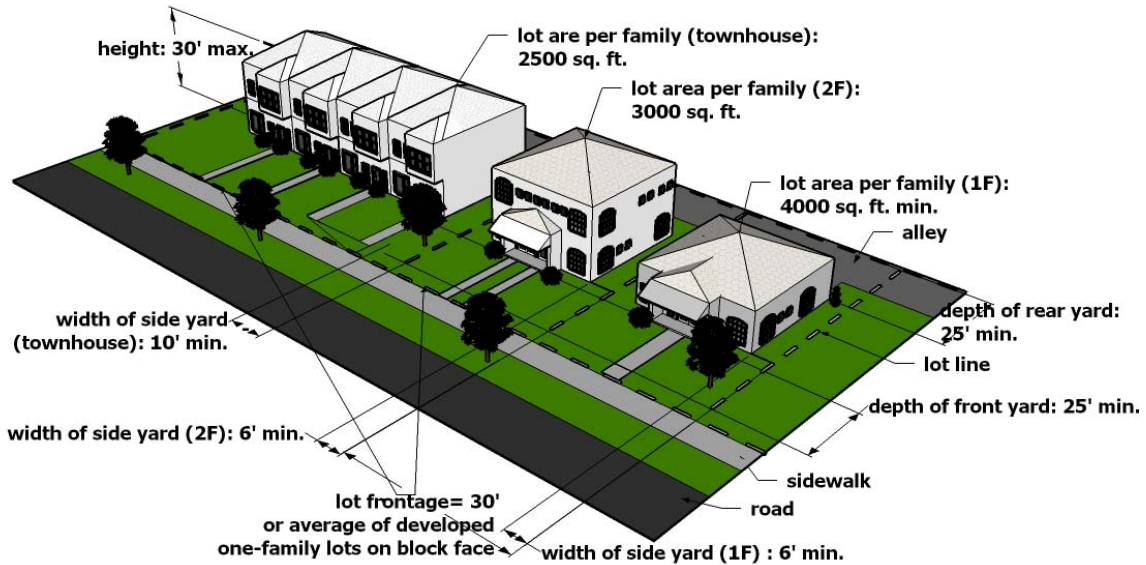 height: 30' max.
lot are per family (townhouse):
2500 sq. ft.
lot area per family (2F):
3000 sq. ft.
lot area per family (1F):
4000 sq. ft. min.
alley
depth of rear yard:
25' min.
lot line
depth of front yard: 25' min.
sidewalk
road
width of side yard
(townhouse): 10' min.
width of side yard (2F): 6' min.
lot frontage= 30'
or average of developed
one-family lots on block face
width of side yard (1F) : 6' min.